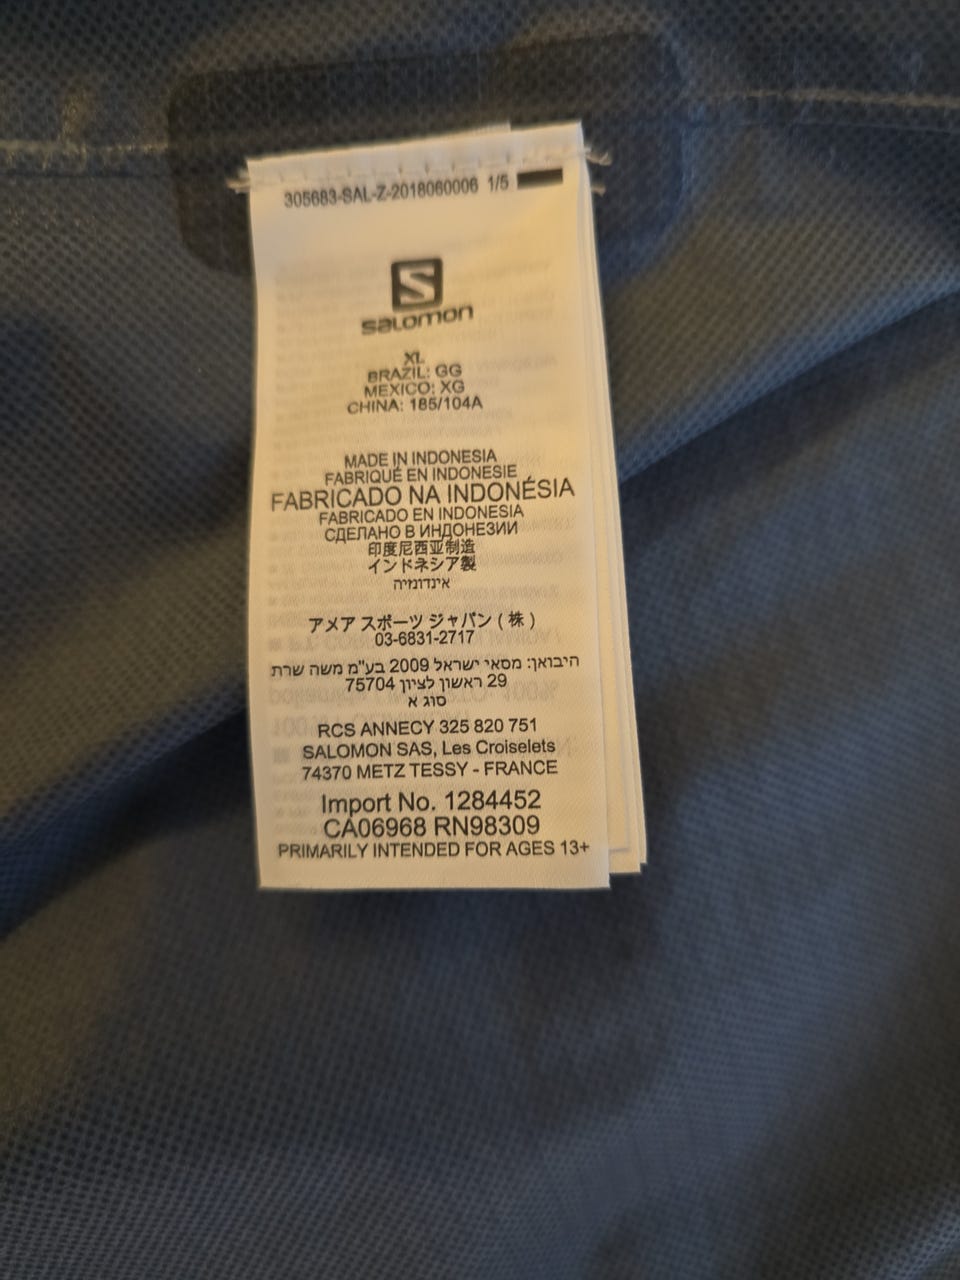 305683-SAL-Z-2018060006 1/5
S
salomon
XL
BRAZIL: GG
MEXICO: XG
CHINA: 185/104A
MADE IN INDONESIA
FABRIQUÉ EN INDONESIE
FABRICADO NA INDONÉSIA
FABRICADO EN INDONESIA
СДЕЛАНО В ИНДОНЕЗИИ
印度尼西亚制造
インドネシア製
אינדונזיה
アメア スポーツ ジャパン ( 株 )
03-6831-2717
היבואן: מסאי ישראל 2009 בע"מ משה שרת
29 ראשון לציון 75704
סוג א
RCS ANNECY 325 820 751
SALOMON SAS, Les Croiselets
74370 METZ TESSY - FRANCE
Import No. 1284452
CA06968 RN98309
PRIMARILY INTENDED FOR AGES 13+